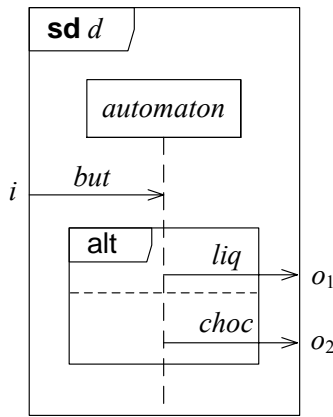 sd d
automaton
i but
alt
liq
o₁
choc
o₂